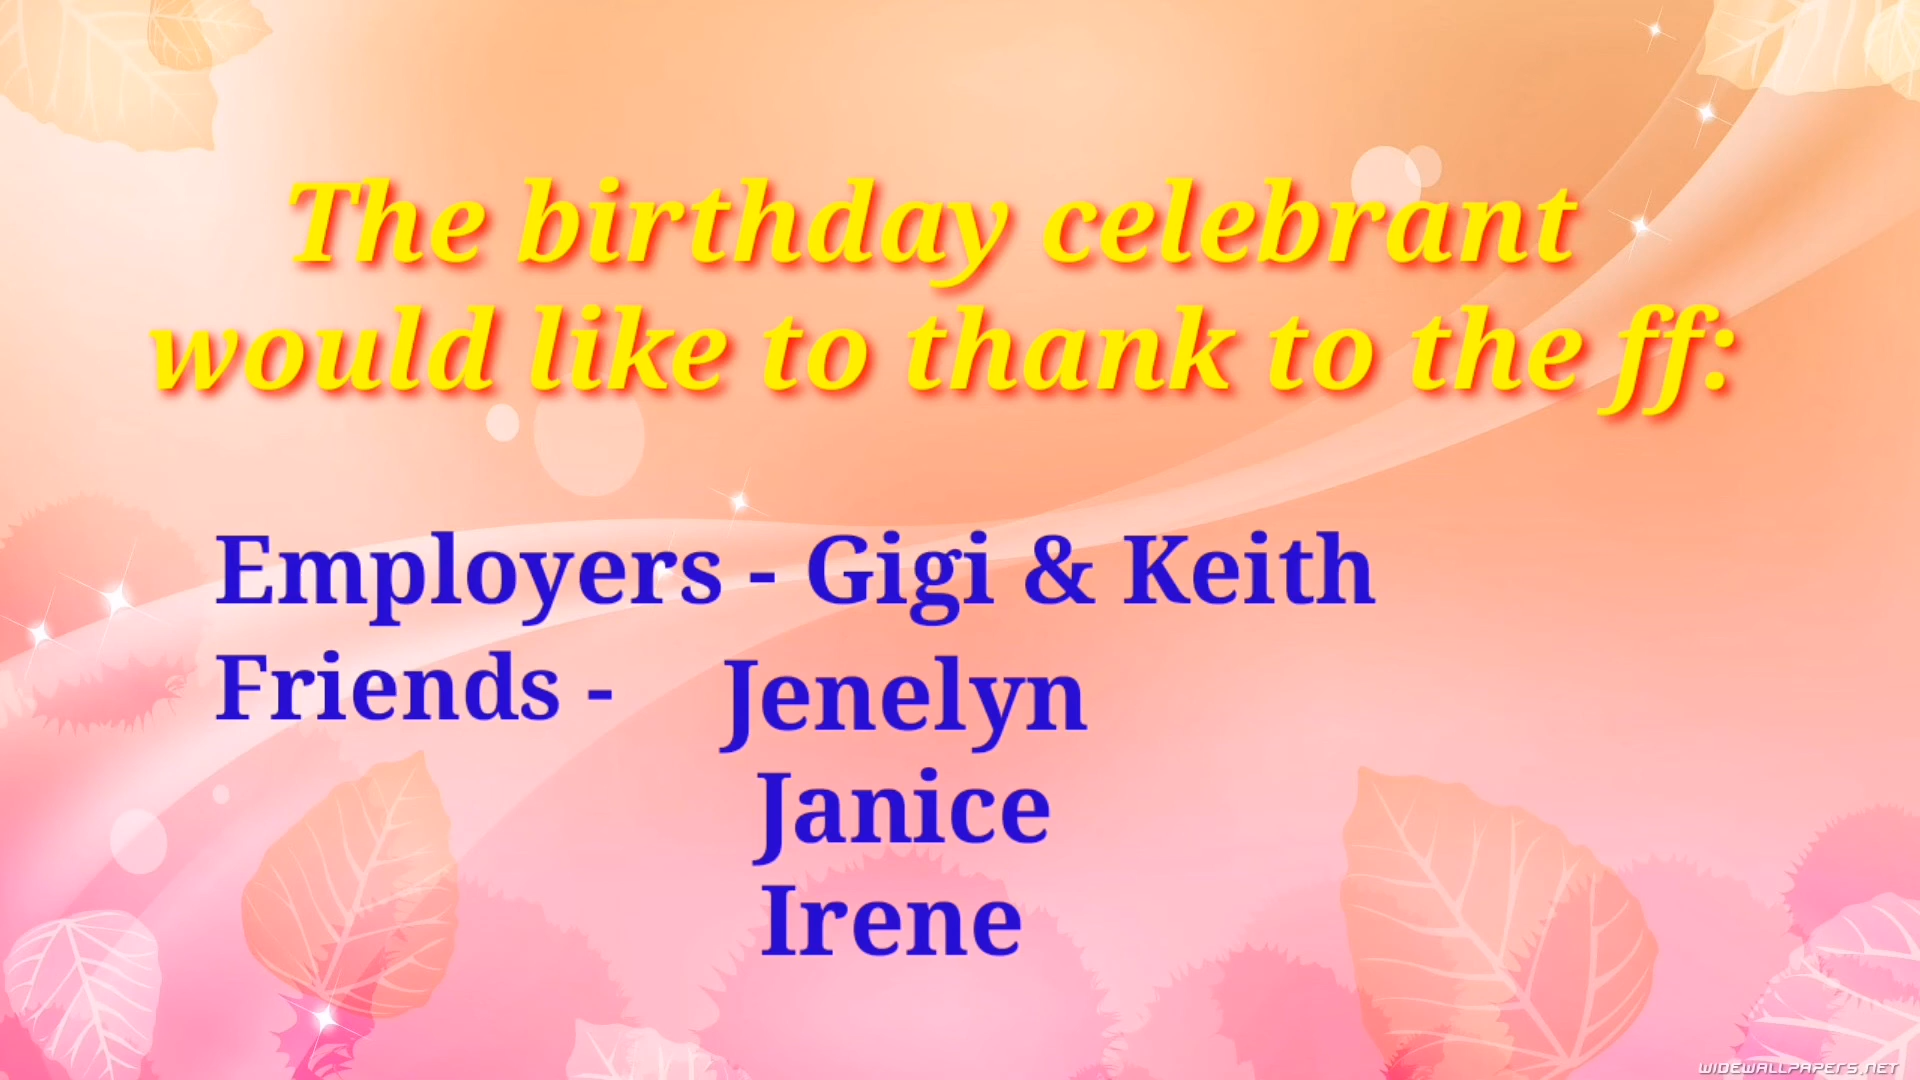 The birthday celebrant
would like to thank to the ff:
Employers - Gigi & Keith
Friends - Jenelyn
Janice
Irene
WIDEWALLPAPERS.NET